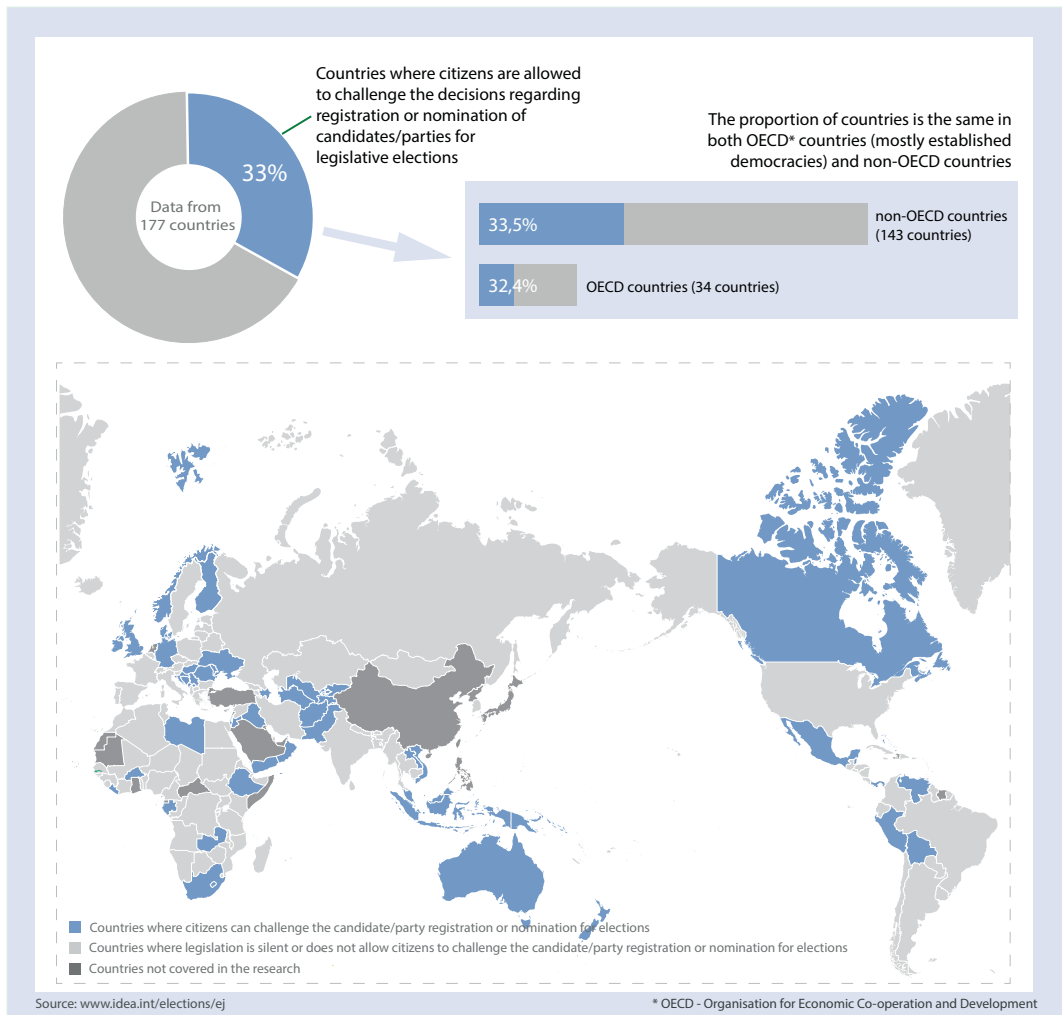 Countries where citizens are allowed
to challenge the decisions regarding
registration or nomination of
candidates/parties for
legislative elections
33%
Data from
177 countries
The proportion of countries is the same in
both OECD* countries (mostly established
democracies) and non-OECD countries
33,5%
non-OECD countries
(143 countries)
32,4%
OECD countries (34 countries)
Countries where citizens can challenge the candidate/party registration or nomination for elections
Countries where legislation is silent or does not allow citizens to challenge the candidate/party registration or nomination for elections
Countries not covered in the research
Source: www.idea.int/elections/ej
* OECD - Organisation for Economic Co-operation and Development